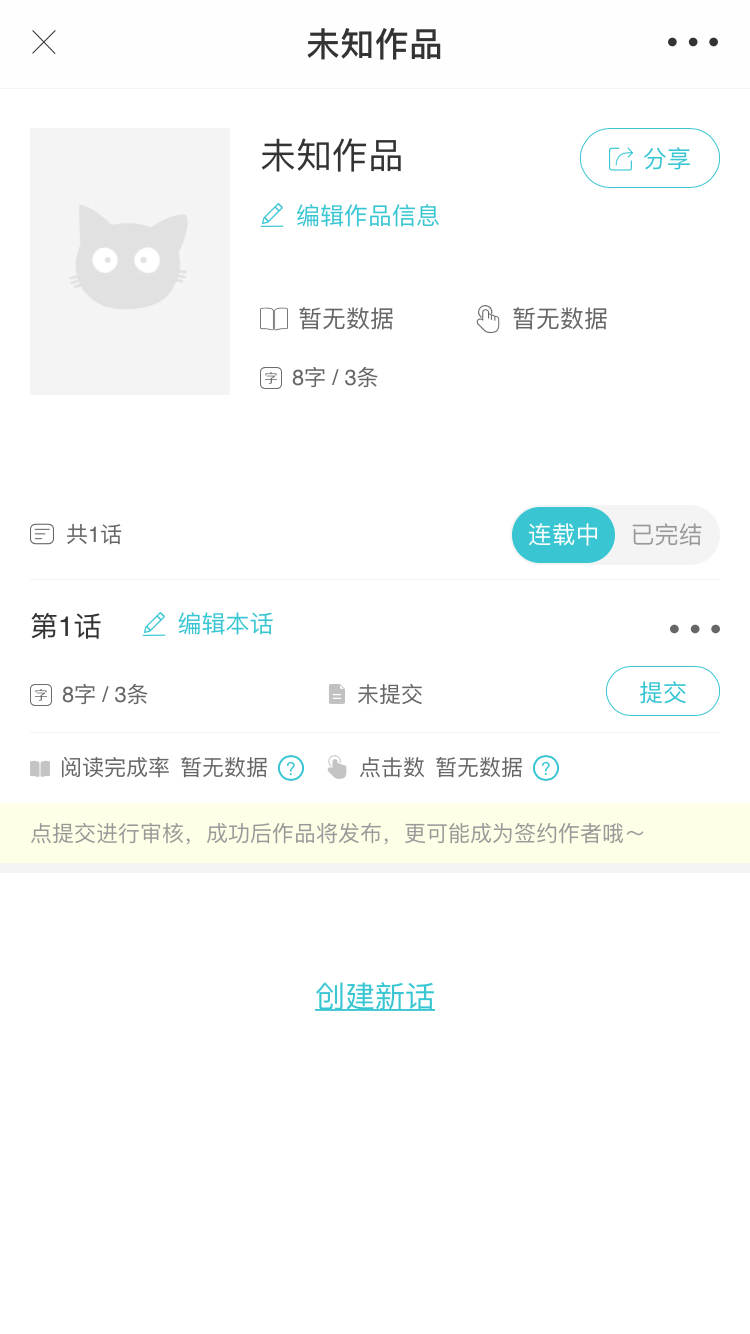 未知作品
未知作品
分享
编辑作品信息
暂无数据 暂无数据
字 8字 / 3条
共1话 连载中 已完结
第1话 编辑本话
字 8字 / 3条 未提交 提交
阅读完成率 暂无数据 ? 点击数 暂无数据 ?
点提交进行审核，成功后作品将发布，更可能成为签约作者哦～
创建新话